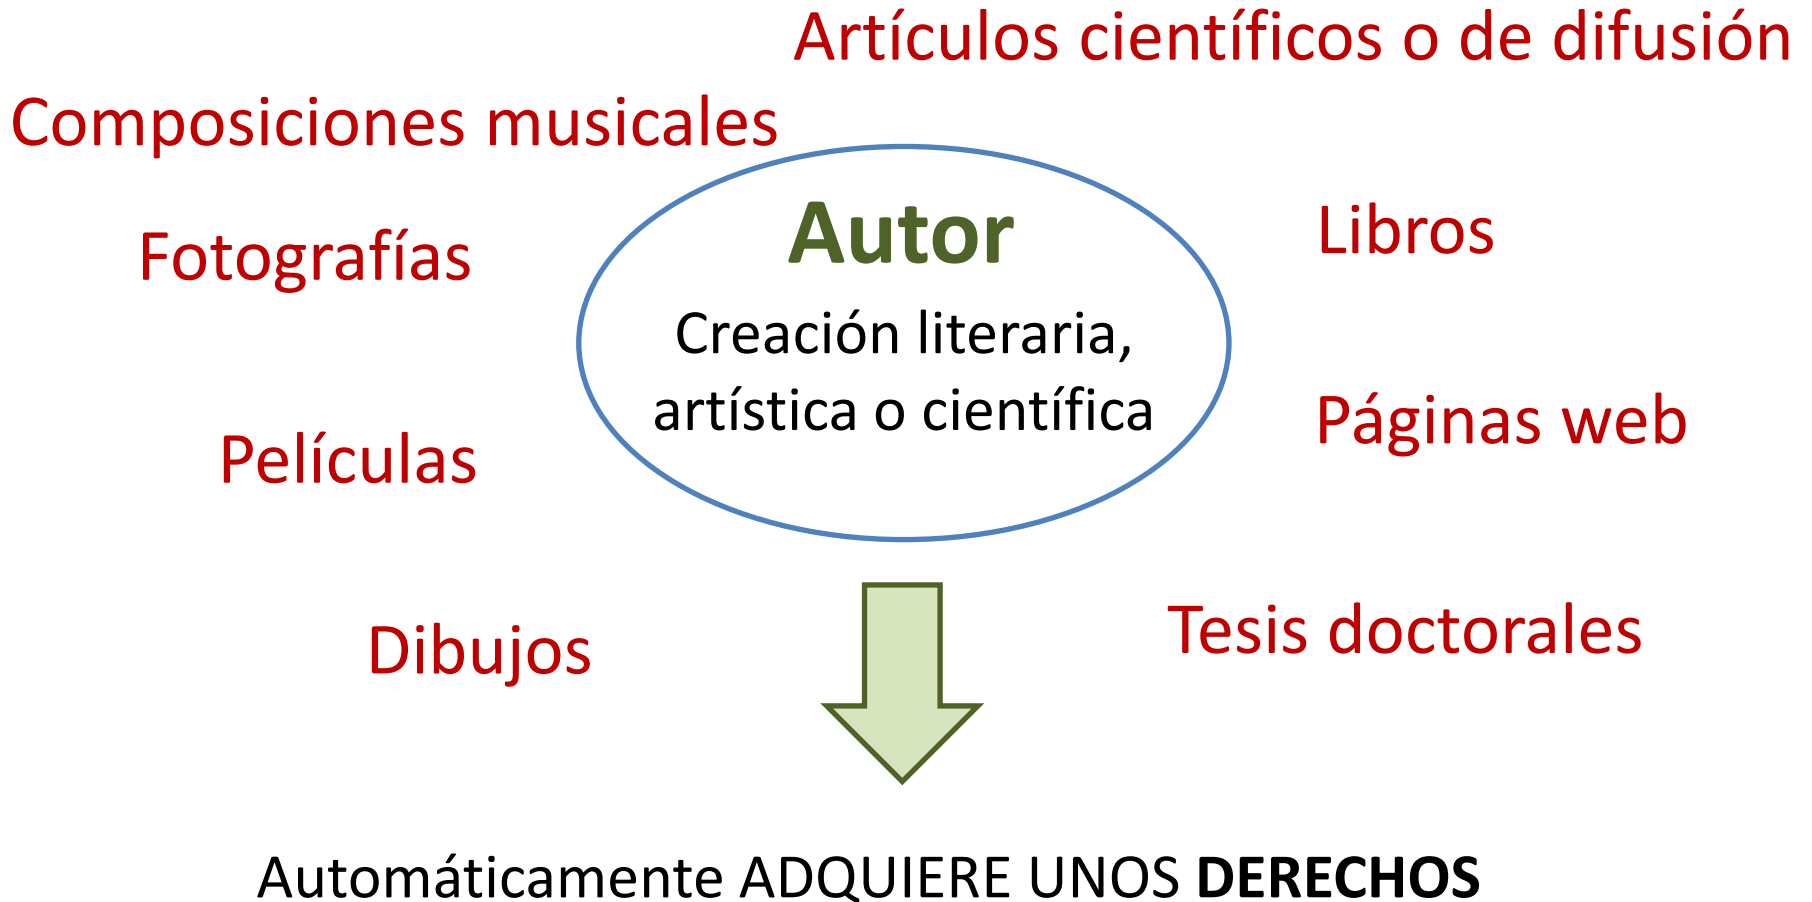 Artículos científicos o de difusión
Composiciones musicales
Autor
Libros
Fotografías
Creación literaria,
artística o científica
Páginas web
Películas
Tesis doctorales
Dibujos
Automáticamente ADQUIERE UNOS DERECHOS